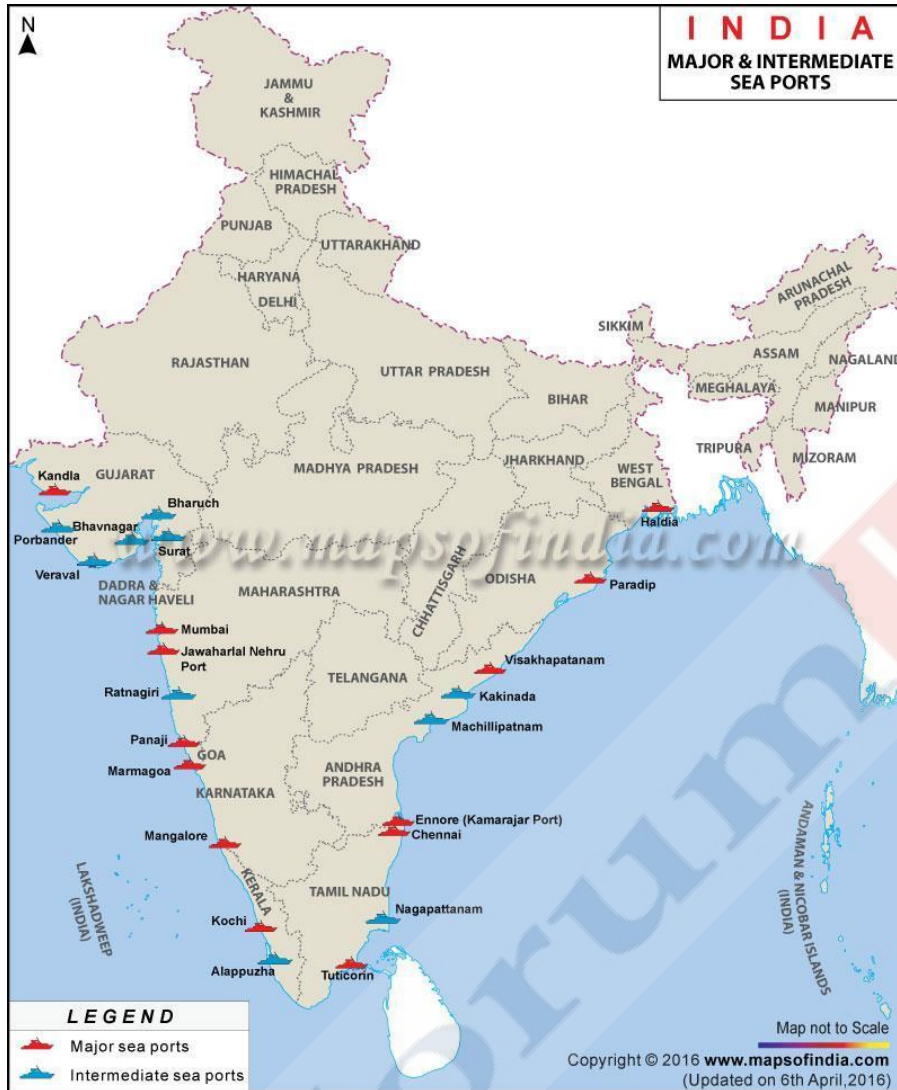 N
I N D I A
MAJOR & INTERMEDIATE
SEA PORTS
JAMMU
&
KASHMIR
HIMACHAL
PRADESH
PUNJAB
UTTARAKHAND
HARYANA
DELHI
ARUNACHAL
PRADESH
SIKKIM
RAJASTHAN
UTTAR PRADESH
ASSAM
NAGALAND
MEGHALAYA
BIHAR
MANIPUR
TRIPURA
MIZORAM
GUJARAT
MADHYA PRADESH
JHARKHAND
WEST
BENGAL
Kandla
Bharuch
Haldia
Bhavnagar
Porbander
Surat
www.mapsofindia.com
Veraval
DADRA &
NAGAR HAVELI
MAHARASHTRA
CHHATTISGARH
ODISHA
Paradip
Mumbai
Jawaharlal Nehru
Port
Visakhapatanam
TELANGANA
Ratnagiri
Kakinada
Machillipatnam
Panaji
GOA
Marmagoa
ANDHRA
PRADESH
KARNATAKA
Ennore (Kamarajar Port)
Chennai
Mangalore
ANDAMAN & NICOBAR ISLANDS
(INDIA)
LAKSHADWEEP
(INDIA)
KERALA
TAMIL NADU
Nagapattanam
Kochi
Alappuzha
Tuticorin
LEGEND
Major sea ports
Intermediate sea ports
Map not to Scale
Copyright © 2016 www.mapsofindia.com
(Updated on 6th April 2016)